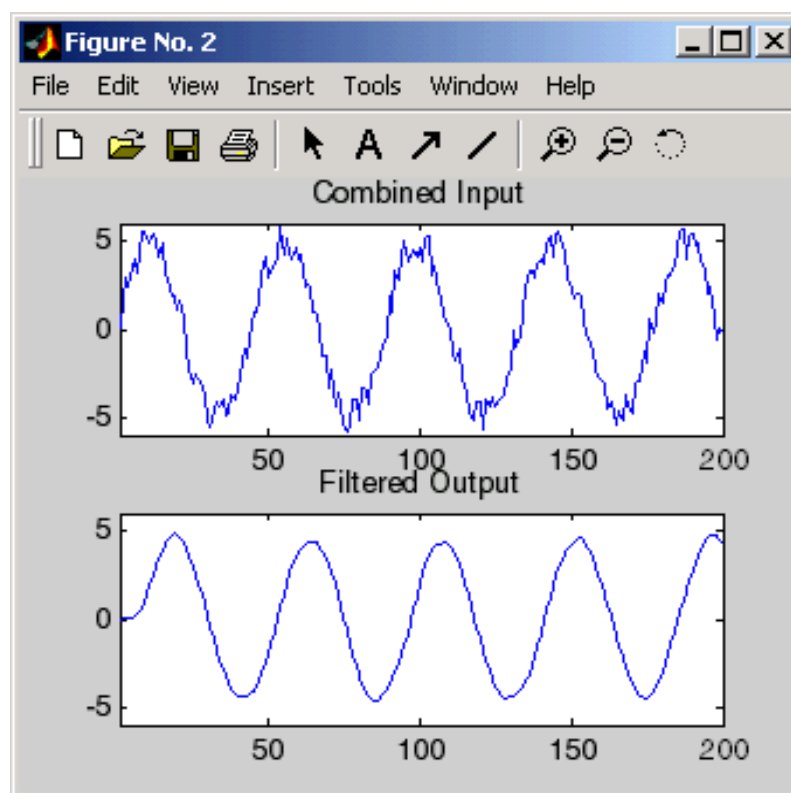 Figure No. 2
File Edit View Insert Tools Window Help
A
Combined Input
5
0
-5
50 100 150 200
Filtered Output
5
0
-5
50 100 150 200